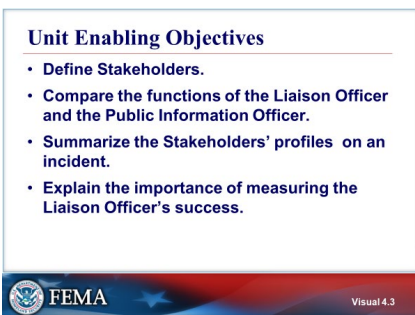 Unit Enabling Objectives
• Define Stakeholders.
• Compare the functions of the Liaison Officer
and the Public Information Officer.
• Summarize the Stakeholders' profiles on an
incident.
• Explain the importance of measuring the
Liaison Officer's success.
FEMA
Visual 4.3